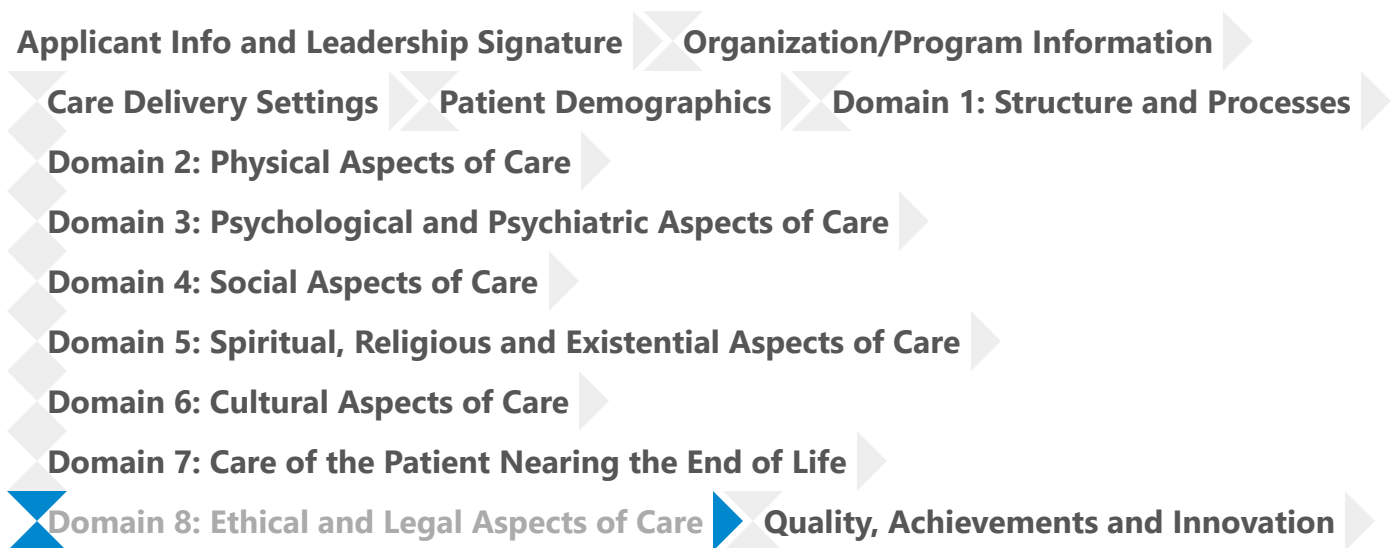 Applicant Info and Leadership Signature Organization/Program Information
Care Delivery Settings Patient Demographics Domain 1: Structure and Processes
Domain 2: Physical Aspects of Care
Domain 3: Psychological and Psychiatric Aspects of Care
Domain 4: Social Aspects of Care
Domain 5: Spiritual, Religious and Existential Aspects of Care
Domain 6: Cultural Aspects of Care
Domain 7: Care of the Patient Nearing the End of Life
Domain 8: Ethical and Legal Aspects of Care Quality, Achievements and Innovation